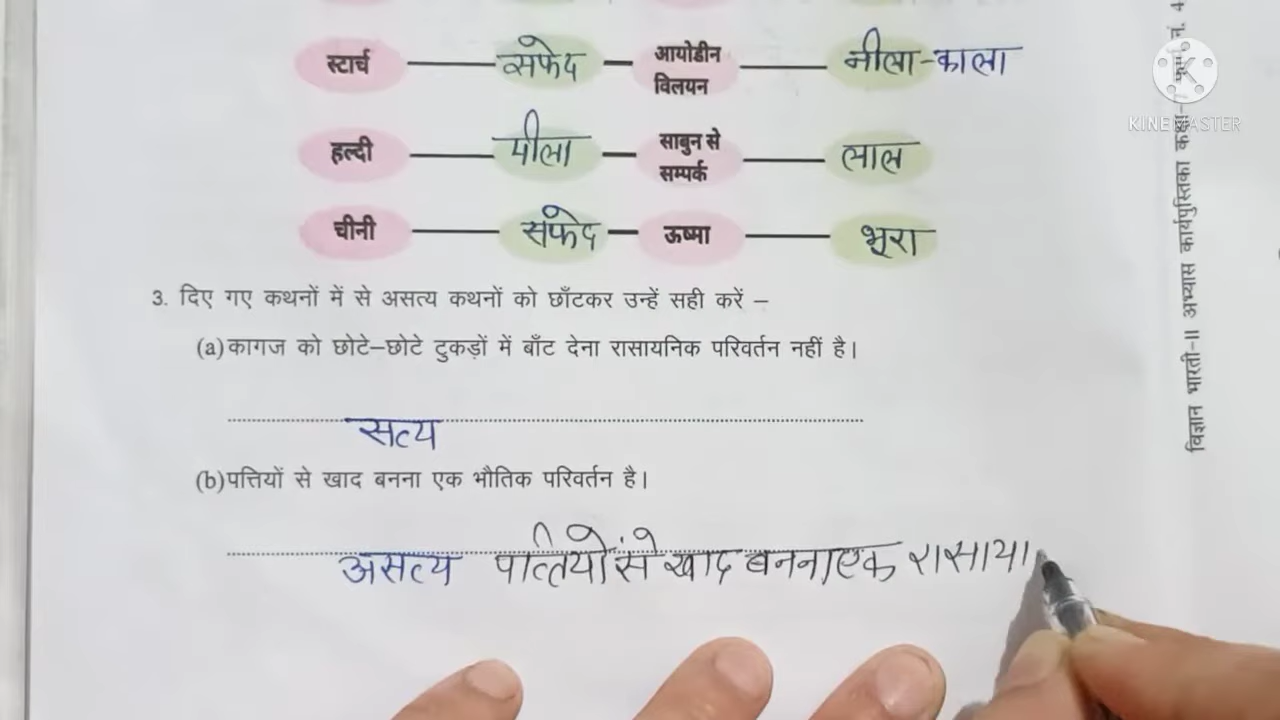 स्टार्च सफेद आयोडीन विलयन नीला-काला
हल्दी पीला साबुन से सम्पर्क लाल
चीनी सफेद ऊष्मा भूरा
3. दिए गए कथनों में से असत्य कथनों को छाँटकर उन्हें सही करें –
(a) कागज को छोटे–छोटे टुकड़ों में बाँट देना रासायनिक परिवर्तन नहीं है।
सत्य
(b) पत्तियों से खाद बनना एक भौतिक परिवर्तन है।
असत्य पत्तियों से खाद बनना एक रासाया
विज्ञान भारती-II अभ्यास कार्यपुस्तिका कक्षा-7
KINEMASTER